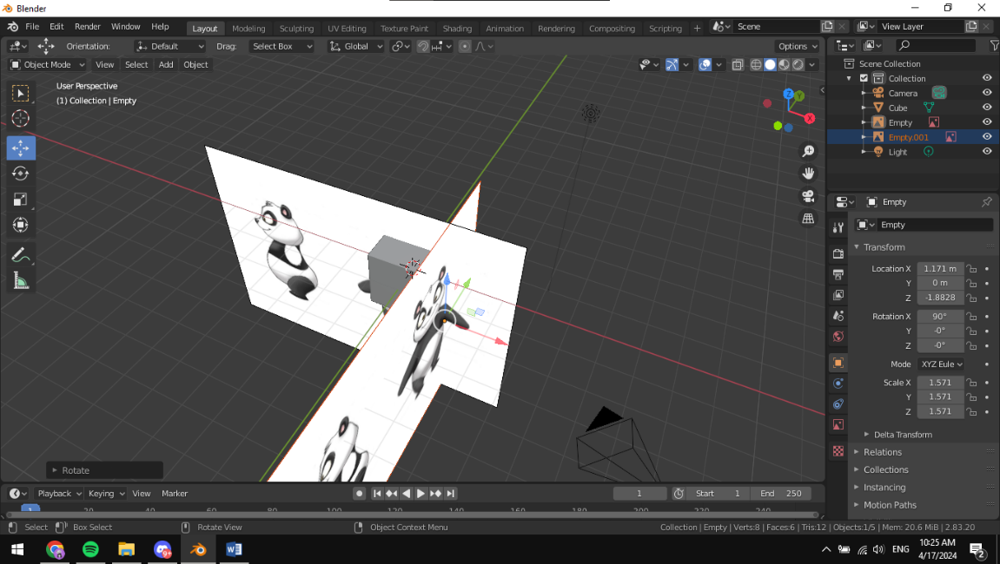 Blender
File Edit Render Window Help Layout Modeling Sculpting UV Editing Texture Paint Shading Animation Rendering Compositing Scripting + Scene View Layer
Orientation: Default Drag: Select Box Global Options
Object Mode View Select Add Object
User Perspective
(1) Collection | Empty
X
Y
Z
Scene Collection
Collection
Camera
Cube
Empty
Empty.001
Light
Empty
Empty
Transform
Location X 1.171 m
Y 0 m
Z -1.8828
Rotation X 90°
Y -0°
Z -0°
Mode XYZ Eule
Scale X 1.571
Y 1.571
Z 1.571
Delta Transform
Relations
Collections
Instancing
Motion Paths
Rotate
Playback Keying View Marker 1 Start 1 End 250
1 20 40 60 80 100 120 140 160 180 200 220 240
Select Box Select Rotate View Object Context Menu Collection | Empty | Verts:8 | Faces:6 | Tris:12 | Objects:1/5 | Mem: 20.6 MiB | 2.83.20
ENG
10:25 AM
4/17/2024
2